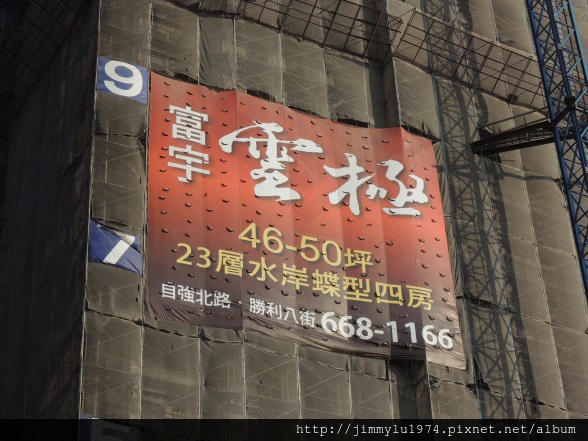 9
富宇
雲極
7
46-50坪
23層水岸蝶型四房
自強北路·勝利八街 668-1166
http://jimmylu1974.pixnet.net/album